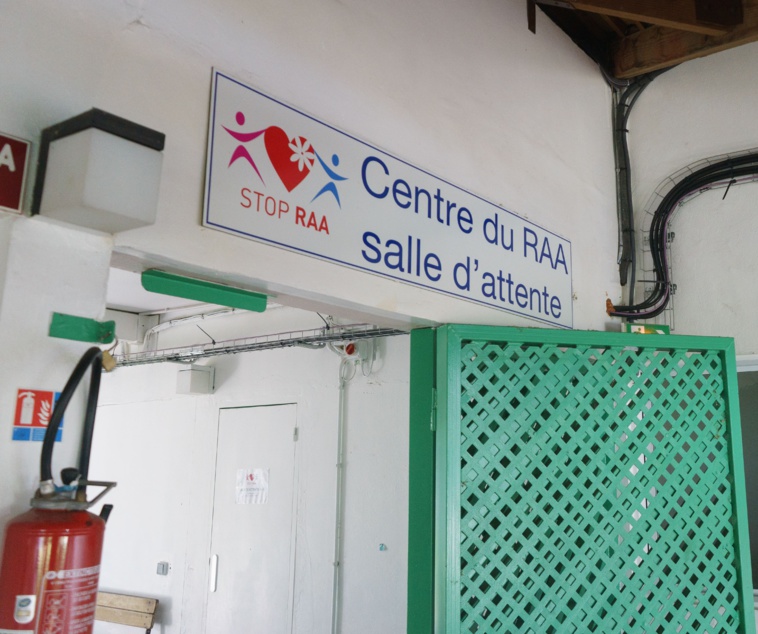 A
STOP RAA
Centre du RAA
salle d'attente